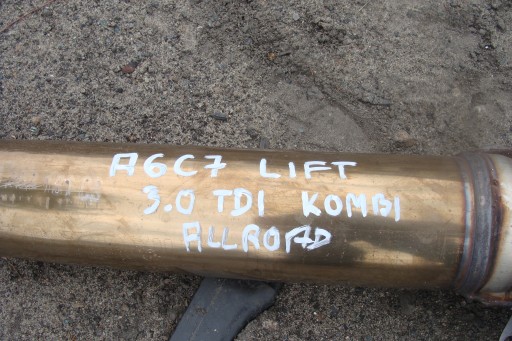 A6C7 LIFT
3.0 TDI KOMBI
ALLROAD